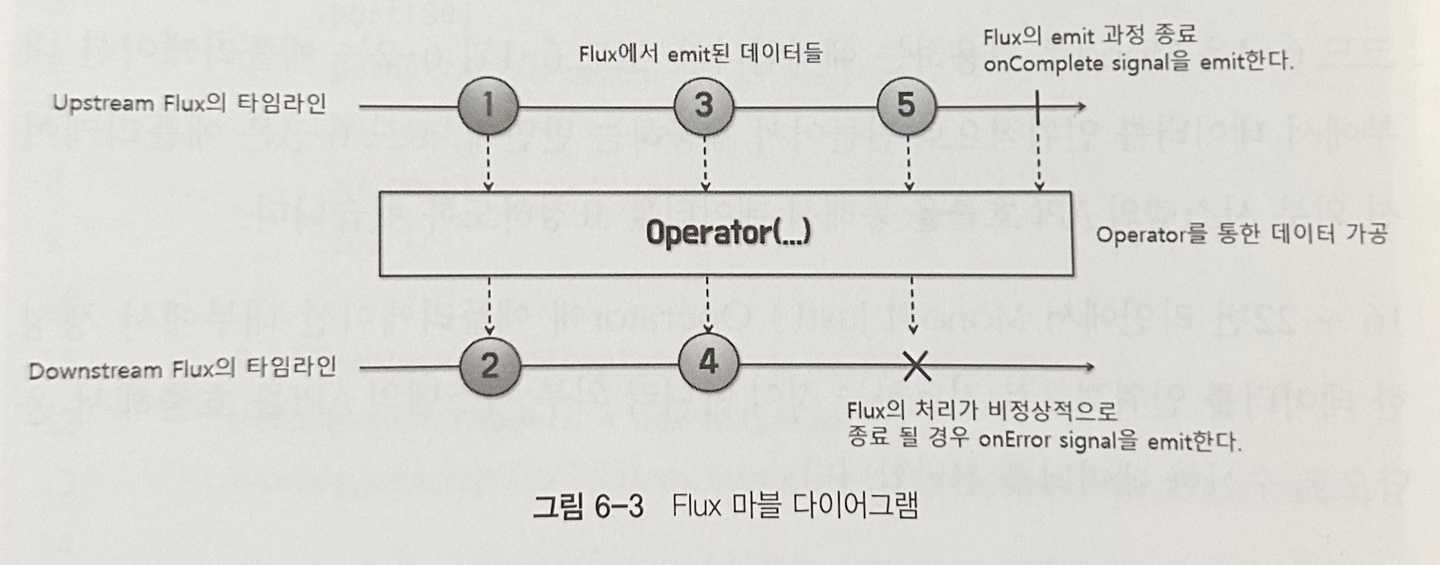 Flux의 emit 과정 종료
Flux에서 emit된 데이터들
onComplete signal을 emit한다.
Upstream Flux의 타임라인
1
3
5
Operator(...)
Operator를 통한 데이터 가공
Downstream Flux의 타임라인
2
4
Flux의 처리가 비정상적으로
종료 될 경우 onError signal을 emit한다.
그림 6-3 Flux 마블 다이어그램